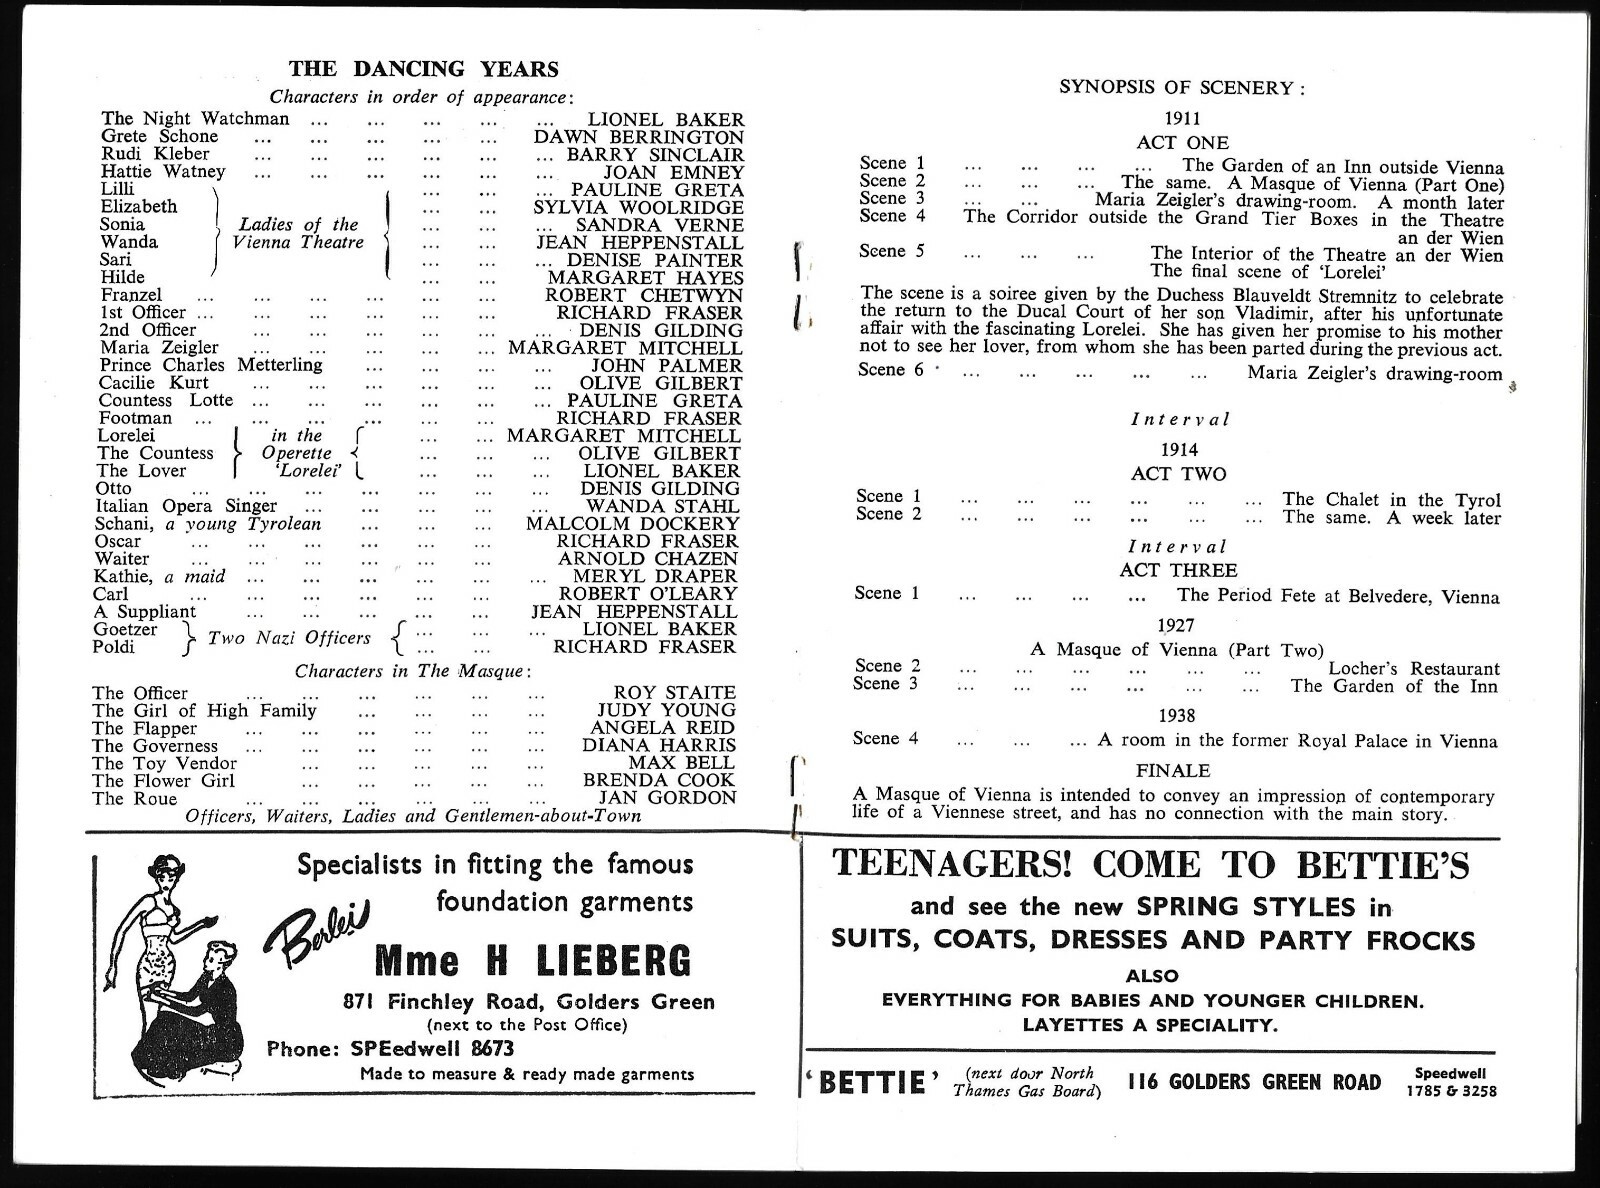 THE DANCING YEARS
Characters in order of appearance:
The Night Watchman ... ... ... ... ... LIONEL BAKER
Grete Schone ... ... ... ... ... DAWN BERRINGTON
Rudi Kleber ... ... ... ... ... ... BARRY SINCLAIR
Hattie Watney ... ... ... ... ... ... JOAN EMNEY
Lilli ... ... ... PAULINE GRETA
Elizabeth ... ... SYLVIA WOOLRIDGE
Sonia Ladies of the ... ... ... SANDRA VERNE
Wanda Vienna Theatre ... ... JEAN HEPPENSTALL
Sari ... ... ... DENISE PAINTER
Hilde ... ... MARGARET HAYES
Franzel ... ... ... ... ... ... ROBERT CHETWYN
1st Officer ... ... ... ... ... ... RICHARD FRASER
2nd Officer ... ... ... ... ... ... DENIS GILDING
Maria Zeigler ... ... ... ... ... MARGARET MITCHELL
Prince Charles Metterling ... ... ... ... JOHN PALMER
Cacilie Kurt ... ... ... ... ... ... OLIVE GILBERT
Countess Lotte ... ... ... ... ... ... PAULINE GRETA
Footman ... ... ... ... ... ... RICHARD FRASER
Lorelei in the ... ... MARGARET MITCHELL
The Countess Operette ... ... ... OLIVE GILBERT
The Lover 'Lorelei' ... ... ... LIONEL BAKER
Otto ... ... ... ... ... ... ... DENIS GILDING
Italian Opera Singer ... ... ... ... ... WANDA STAHL
Schani, a young Tyrolean ... ... ... MALCOLM DOCKERY
Oscar ... ... ... ... ... ... RICHARD FRASER
Waiter ... ... ... ... ... ... ARNOLD CHAZEN
Kathie, a maid ... ... ... ... ... ... MERYL DRAPER
Carl ... ... ... ... ... ... ROBERT O'LEARY
A Suppliant ... ... ... ... ... JEAN HEPPENSTALL
Goetzer Two Nazi Officers ... ... ... LIONEL BAKER
Poldi ... ... RICHARD FRASER
Characters in The Masque:
The Officer ... ... ... ... ... ... ROY STAITE
The Girl of High Family ... ... ... ... JUDY YOUNG
The Flapper ... ... ... ... ... ... ANGELA REID
The Governess ... ... ... ... ... ... DIANA HARRIS
The Toy Vendor ... ... ... ... ... MAX BELL
The Flower Girl ... ... ... ... ... BRENDA COOK
The Roue ... ... ... ... ... ... JAN GORDON
Officers, Waiters, Ladies and Gentlemen-about-Town
Specialists in fitting the famous
foundation garments
Berlei
Mme H LIEBERG
871 Finchley Road, Golders Green
(next to the Post Office)
Phone: SPEedwell 8673
Made to measure & ready made garments
SYNOPSIS OF SCENERY :
1911
ACT ONE
Scene 1 ... ... ... ... The Garden of an Inn outside Vienna
Scene 2 ... ... ... The same. A Masque of Vienna (Part One)
Scene 3 ... ... Maria Zeigler's drawing-room. A month later
Scene 4 The Corridor outside the Grand Tier Boxes in the Theatre
an der Wien
Scene 5 ... ... ... The Interior of the Theatre an der Wien
The final scene of 'Lorelei'
The scene is a soiree given by the Duchess Blauveldt Stremnitz to celebrate
the return to the Ducal Court of her son Vladimir, after his unfortunate
affair with the fascinating Lorelei. She has given her promise to his mother
not to see her lover, from whom she has been parted during the previous act.
Scene 6 ... ... ... ... ... Maria Zeigler's drawing-room
Interval
1914
ACT TWO
Scene 1 ... ... ... ... ... ... The Chalet in the Tyrol
Scene 2 ... ... ... ... ... ... The same. A week later
Interval
ACT THREE
Scene 1 ... ... ... ... The Period Fete at Belvedere, Vienna
1927
A Masque of Vienna (Part Two)
Scene 2 ... ... ... ... ... ... Locher's Restaurant
Scene 3 ... ... ... ... ... ... The Garden of the Inn
1938
Scene 4 ... ... ... A room in the former Royal Palace in Vienna
FINALE
A Masque of Vienna is intended to convey an impression of contemporary
life of a Viennese street, and has no connection with the main story.
TEENAGERS! COME TO BETTIE'S
and see the new SPRING STYLES in
SUITS, COATS, DRESSES AND PARTY FROCKS
ALSO
EVERYTHING FOR BABIES AND YOUNGER CHILDREN.
LAYETTES A SPECIALITY.
'BETTIE' (next door North Thames Gas Board) 116 GOLDERS GREEN ROAD Speedwell 1785 & 3258